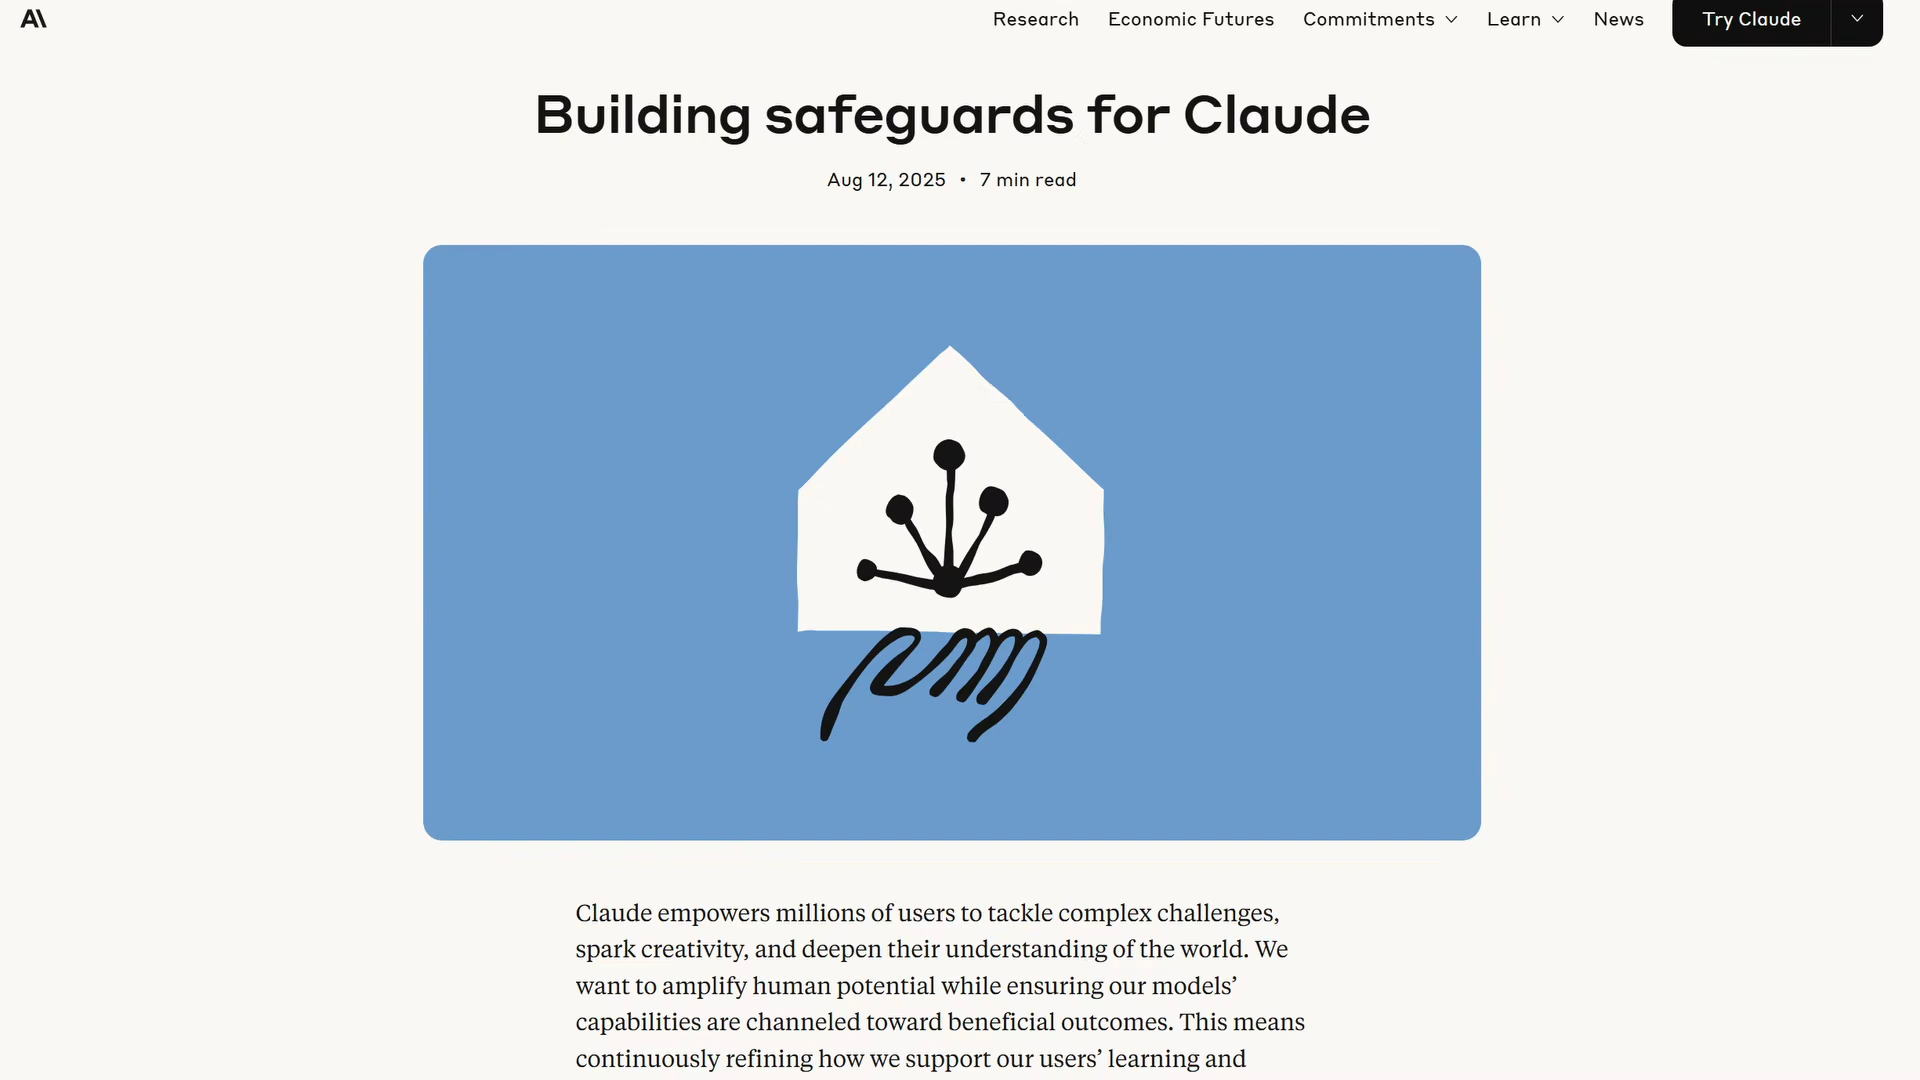 A\
Research Economic Futures Commitments Learn News Try Claude
Building safeguards for Claude
Aug 12, 2025 • 7 min read
Claude empowers millions of users to tackle complex challenges,
spark creativity, and deepen their understanding of the world. We
want to amplify human potential while ensuring our models’
capabilities are channeled toward beneficial outcomes. This means
continuously refining how we support our users’ learning and